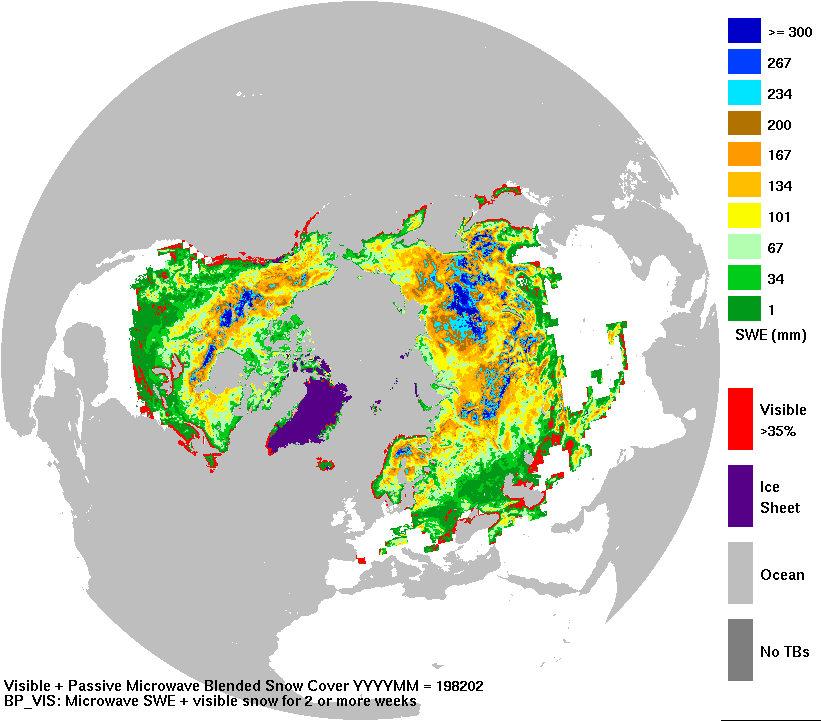 >= 300
267
234
200
167
134
101
67
34
1
SWE (mm)
Visible
>35%
Ice
Sheet
Ocean
No TBs
Visible + Passive Microwave Blended Snow Cover YYYYMM = 198202
BP_VIS: Microwave SWE + visible snow for 2 or more weeks